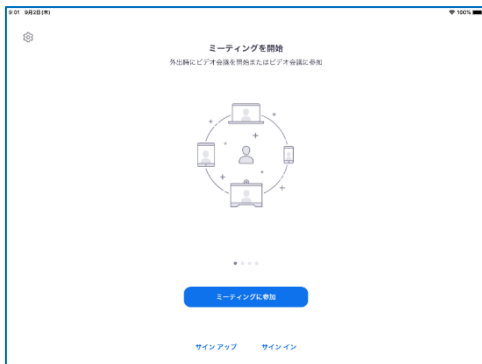 9:01 9月2日(水) 100%
ミーティングを開始
外出時にビデオ会議を開始またはビデオ会議に参加
ミーティングに参加
サイン アップ サイン イン